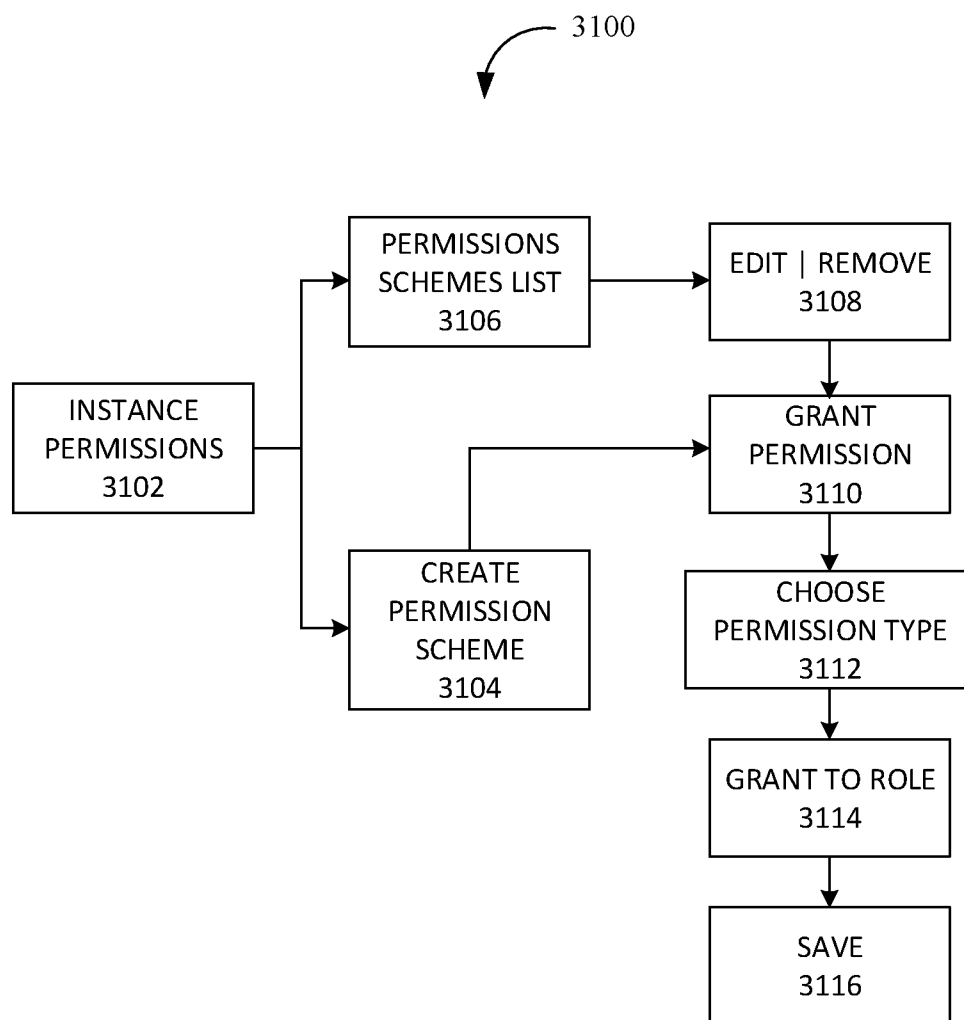 3100
PERMISSIONS
SCHEMES LIST
3106
EDIT | REMOVE
3108
INSTANCE
PERMISSIONS
3102
GRANT
PERMISSION
3110
CREATE
PERMISSION
SCHEME
3104
CHOOSE
PERMISSION TYPE
3112
GRANT TO ROLE
3114
SAVE
3116